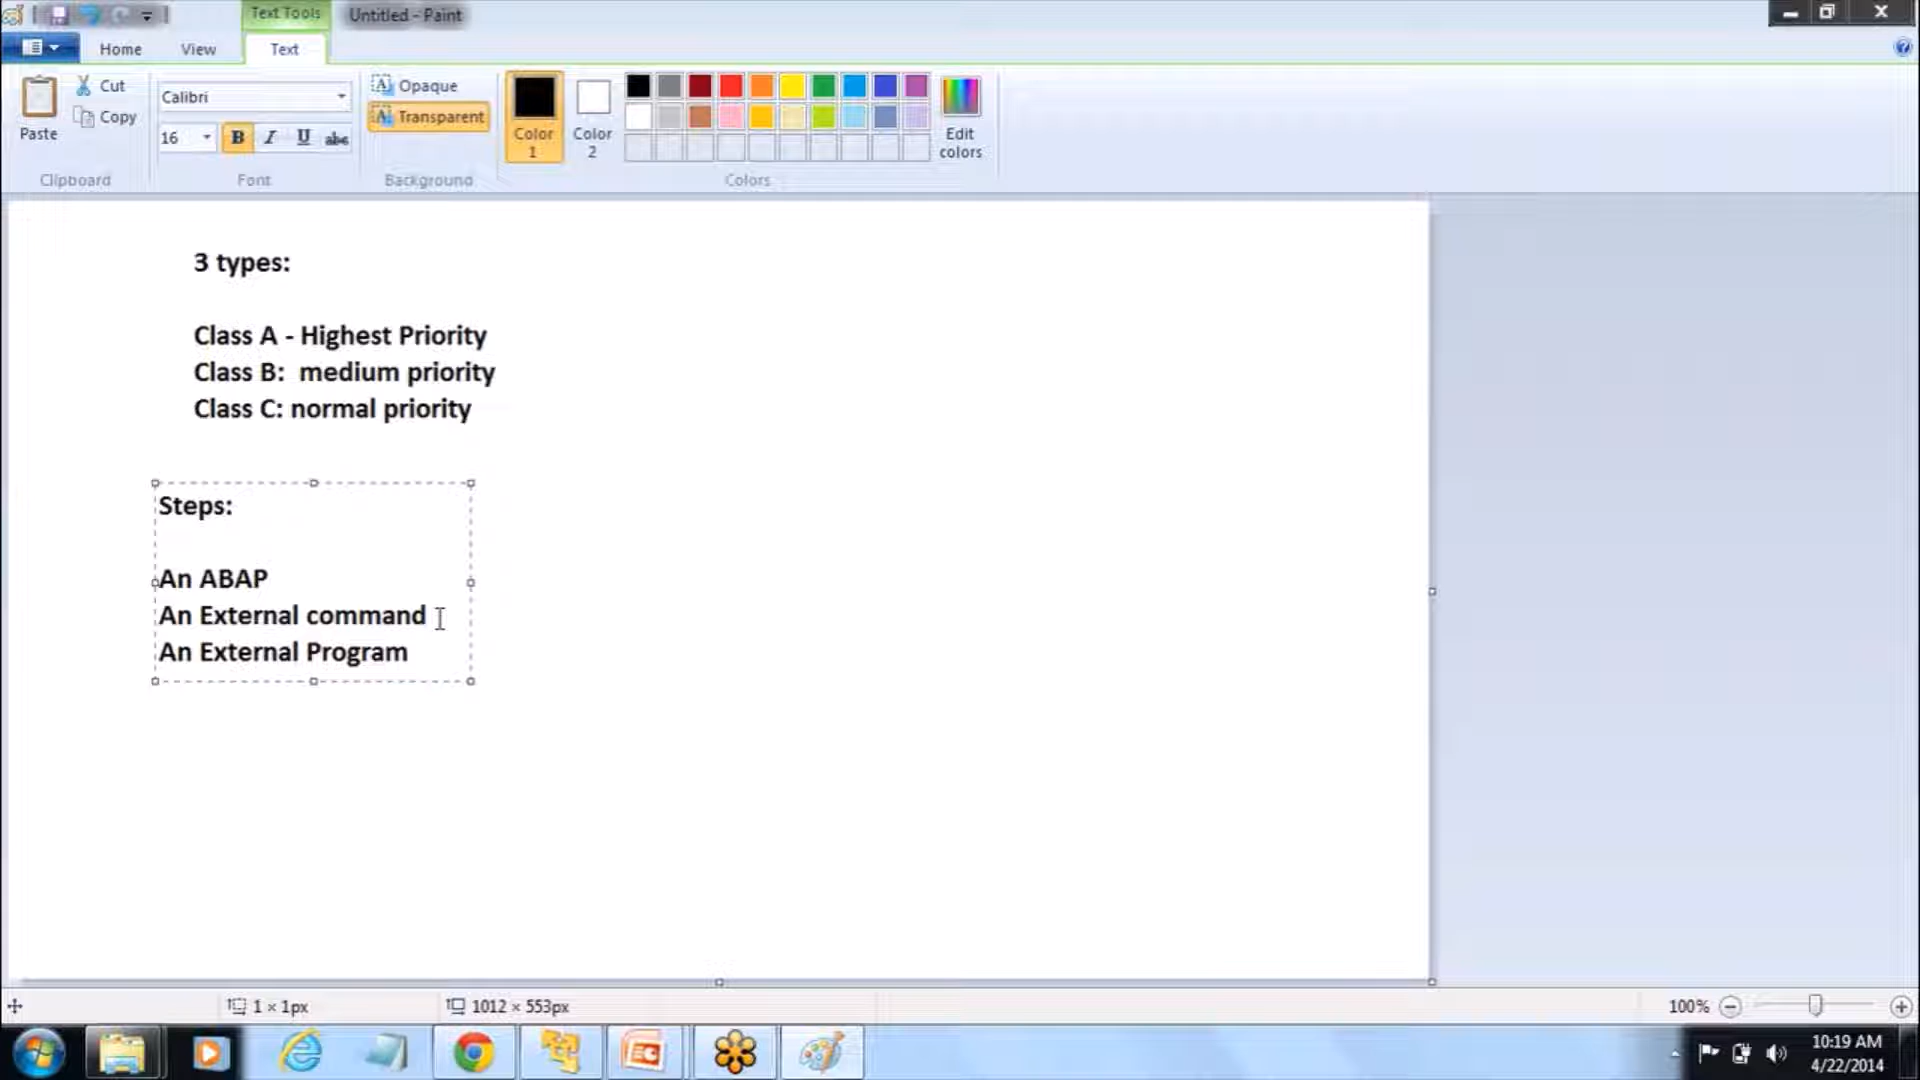 Text Tools
Untitled - Paint
Home
View
Text
Paste
Cut
Copy
Clipboard
Calibri
16
B
I
U
abc
Font
Opaque
Transparent
Background
Color
1
Color
2
Edit
colors
Colors
3 types:
Class A - Highest Priority
Class B:  medium priority
Class C: normal priority
Steps:
An ABAP
An External command
An External Program
1 × 1px
1012 × 553px
100%
10:19 AM
4/22/2014